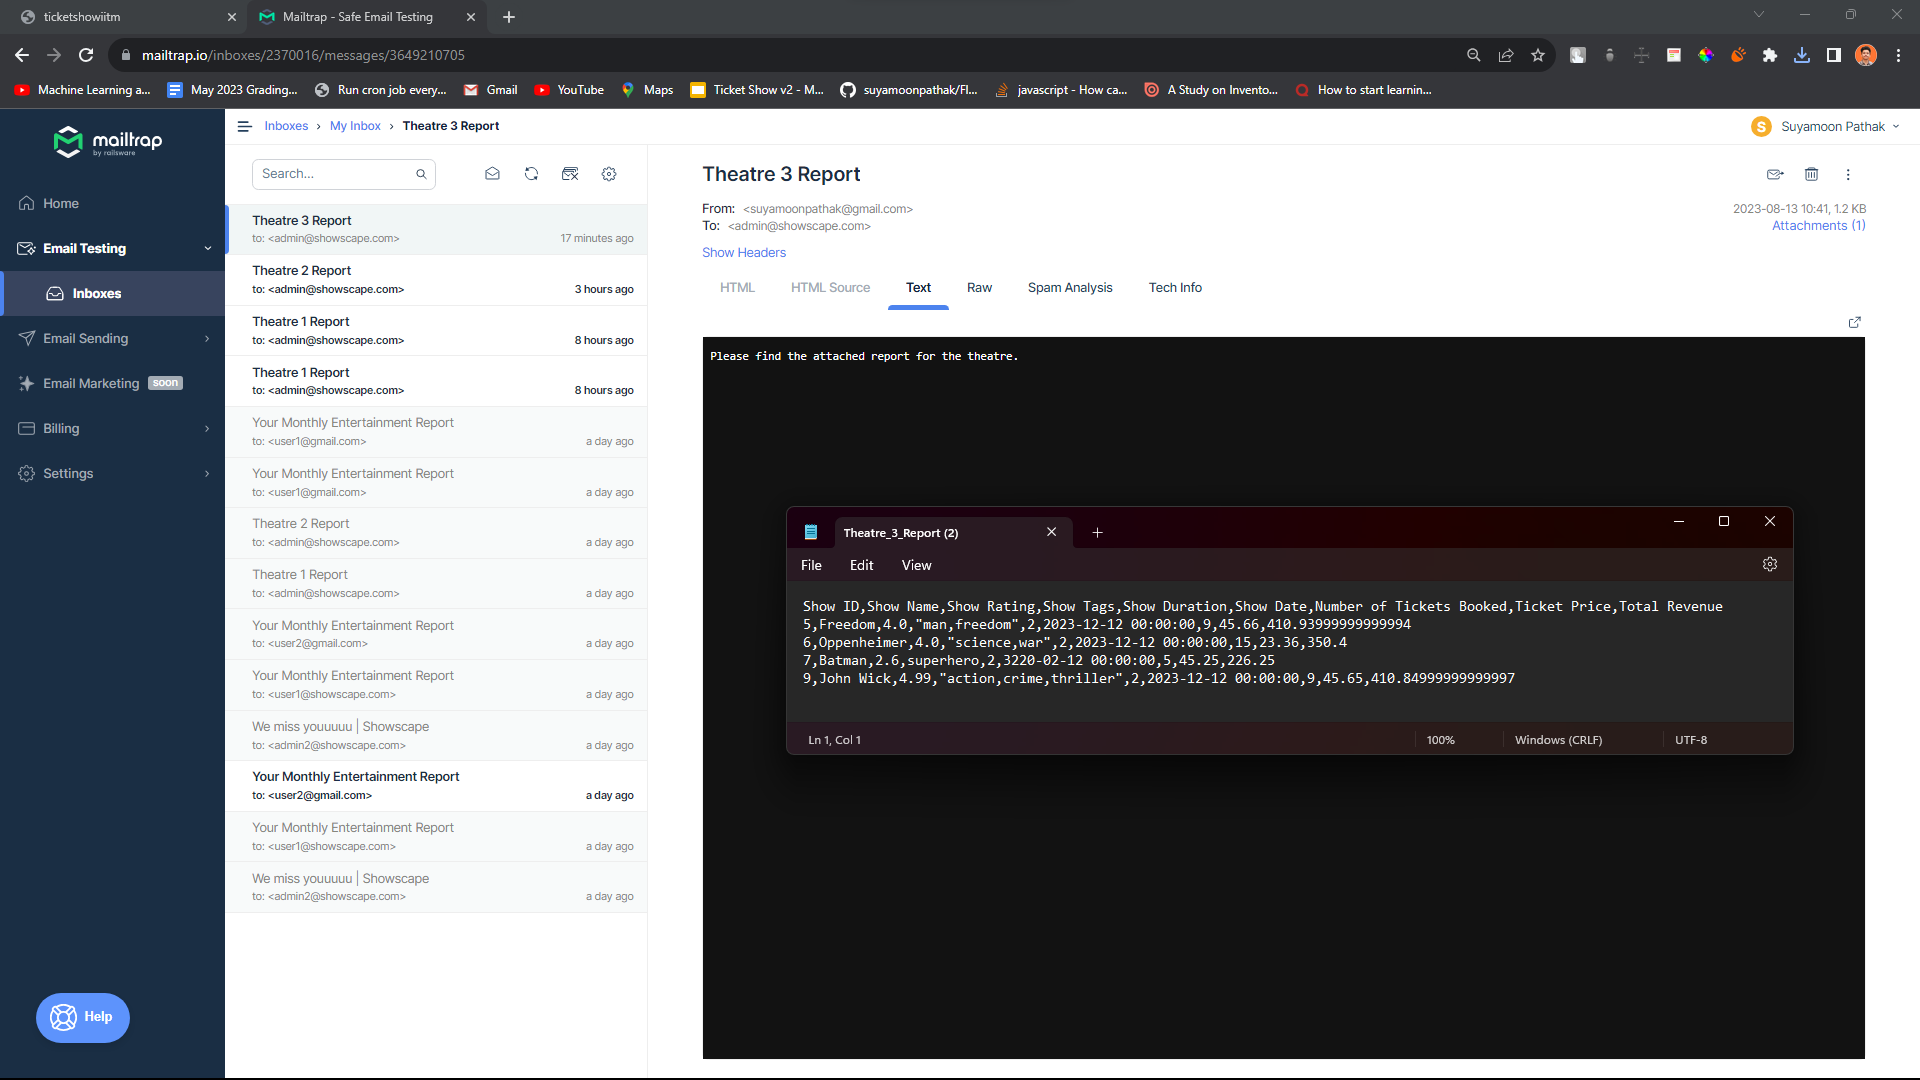 ticketshowiitm
Mailtrap - Safe Email Testing
mailtrap.io/inboxes/2370016/messages/3649210705
Machine Learning a...
May 2023 Grading...
Run cron job every...
Gmail
YouTube
Maps
Ticket Show v2 - M...
suyamoonpathak/Fl...
javascript - How ca...
A Study on Invento...
How to start learnin...
mailtrap
by railsware
Home
Email Testing
Inboxes
Email Sending
Email Marketing soon
Billing
Settings
Help
Inboxes › My Inbox › Theatre 3 Report
S Suyamoon Pathak
Search...
Theatre 3 Report
to: <admin@showscape.com> 17 minutes ago
Theatre 2 Report
to: <admin@showscape.com> 3 hours ago
Theatre 1 Report
to: <admin@showscape.com> 8 hours ago
Theatre 1 Report
to: <admin@showscape.com> 8 hours ago
Your Monthly Entertainment Report
to: <user1@gmail.com> a day ago
Your Monthly Entertainment Report
to: <user1@gmail.com> a day ago
Theatre 2 Report
to: <admin@showscape.com> a day ago
Theatre 1 Report
to: <admin@showscape.com> a day ago
Your Monthly Entertainment Report
to: <user2@gmail.com> a day ago
Your Monthly Entertainment Report
to: <user1@showscape.com> a day ago
We miss youuuuu | Showscape
to: <admin2@showscape.com> a day ago
Your Monthly Entertainment Report
to: <user2@gmail.com> a day ago
Your Monthly Entertainment Report
to: <user1@showscape.com> a day ago
We miss youuuuu | Showscape
to: <admin2@showscape.com> a day ago
Theatre 3 Report
From: <suyamoonpathak@gmail.com>
2023-08-13 10:41, 1.2 KB
To: <admin@showscape.com>
Attachments (1)
Show Headers
HTML HTML Source Text Raw Spam Analysis Tech Info
Please find the attached report for the theatre.
Theatre_3_Report (2)
File Edit View
Show ID,Show Name,Show Rating,Show Tags,Show Duration,Show Date,Number of Tickets Booked,Ticket Price,Total Revenue
5,Freedom,4.0,"man,freedom",2,2023-12-12 00:00:00,9,45.66,410.93999999999994
6,Oppenheimer,4.0,"science,war",2,2023-12-12 00:00:00,15,23.36,350.4
7,Batman,2.6,superhero,2,3220-02-12 00:00:00,5,45.25,226.25
9,John Wick,4.99,"action,crime,thriller",2,2023-12-12 00:00:00,9,45.65,410.84999999999997
Ln 1, Col 1 100% Windows (CRLF) UTF-8